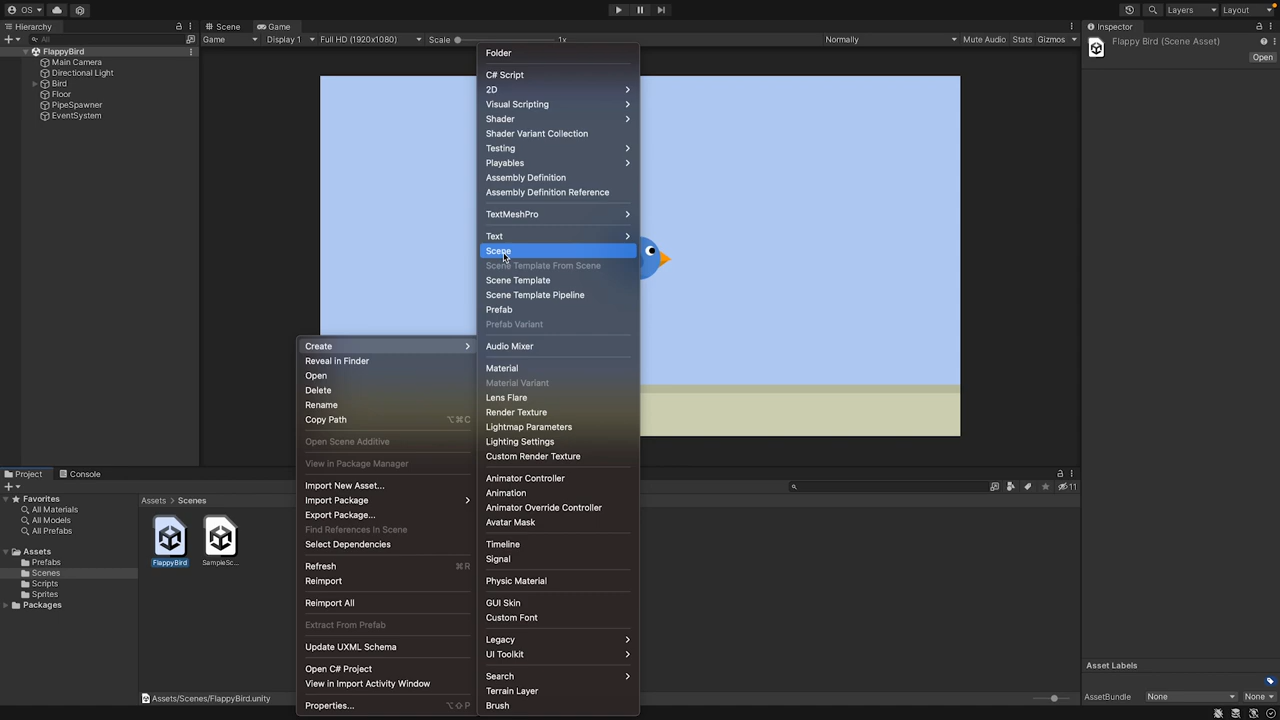 OS
Layers
Layout
Hierarchy
All
FlappyBird
Main Camera
Directional Light
Bird
Floor
PipeSpawner
EventSystem
Scene
Game
Game
Display 1
Full HD (1920x1080)
Scale
1x
Normally
Mute Audio
Stats
Gizmos
Inspector
Flappy Bird (Scene Asset)
Open
Folder
C# Script
2D
Visual Scripting
Shader
Shader Variant Collection
Testing
Playables
Assembly Definition
Assembly Definition Reference
TextMeshPro
Text
Scene
Scene Template From Scene
Scene Template
Scene Template Pipeline
Prefab
Prefab Variant
Audio Mixer
Material
Material Variant
Lens Flare
Render Texture
Lightmap Parameters
Lighting Settings
Custom Render Texture
Animator Controller
Animation
Animator Override Controller
Avatar Mask
Timeline
Signal
Physic Material
GUI Skin
Custom Font
Legacy
UI Toolkit
Search
Terrain Layer
Brush
Create
Reveal in Finder
Open
Delete
Rename
Copy Path ⌥⌘C
Open Scene Additive
View in Package Manager
Import New Asset...
Import Package
Export Package...
Find References In Scene
Select Dependencies
Refresh ⌘R
Reimport
Reimport All
Extract From Prefab
Update UXML Schema
Open C# Project
View in Import Activity Window
Properties... ⌥⇧P
Project
Console
Favorites
All Materials
All Models
All Prefabs
Assets
Prefabs
Scenes
Scripts
Sprites
Packages
Assets > Scenes
FlappyBird
SampleSc...
11
Assets/Scenes/FlappyBird.unity
Asset Labels
AssetBundle
None
None